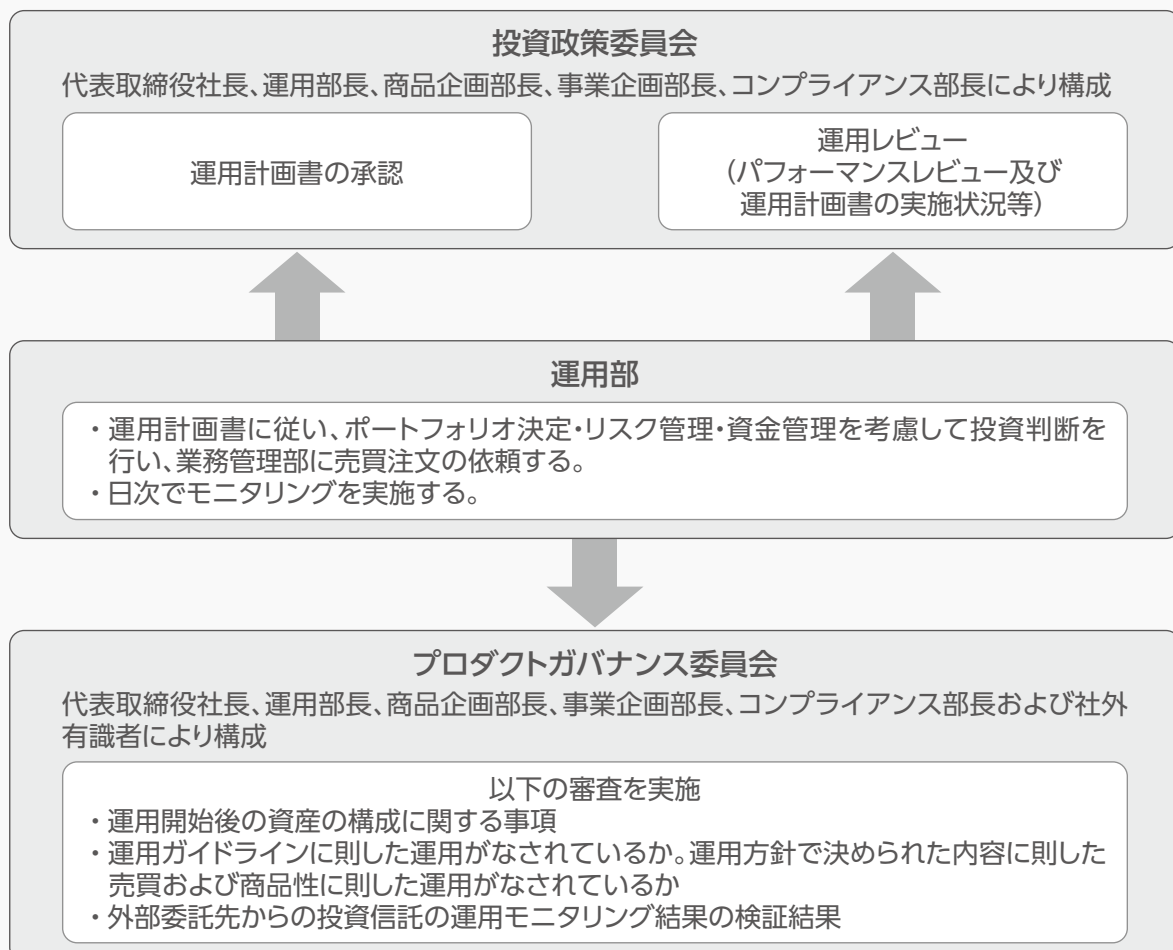 投資政策委員会
代表取締役社長、運用部長、商品企画部長、事業企画部長、コンプライアンス部長により構成
運用計画書の承認
運用レビュー
(パフォーマンスレビュー及び
運用計画書の実施状況等)
運用部
・運用計画書に従い、ポートフォリオ決定・リスク管理・資金管理を考慮して投資判断を
行い、業務管理部に売買注文の依頼する。
・日次でモニタリングを実施する。
プロダクトガバナンス委員会
代表取締役社長、運用部長、商品企画部長、事業企画部長、コンプライアンス部長および社外
有識者により構成
以下の審査を実施
・運用開始後の資産の構成に関する事項
・運用ガイドラインに則した運用がなされているか。運用方針で決められた内容に則した
売買および商品性に則した運用がなされているか
・外部委託先からの投資信託の運用モニタリング結果の検証結果